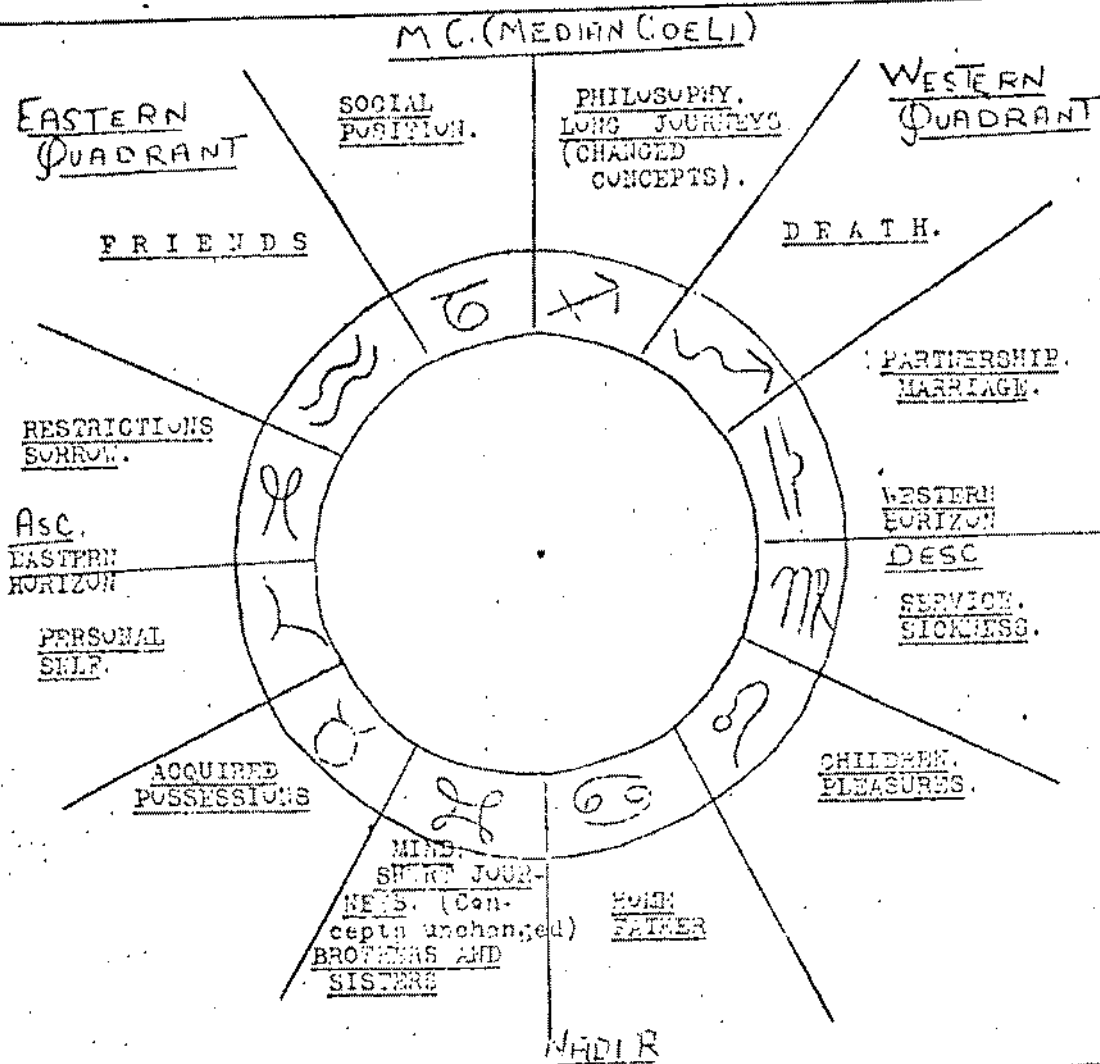 M C. (MEDIAN COELI)
EASTERN
QUADRANT
SOCIAL
POSITION.
PHILOSOPHY.
LONG JOURNEYS
(CHANGED
CONCEPTS).
WESTERN
QUADRANT
F R I E N D S
D E A T H.
PARTNERSHIP.
MARRIAGE.
RESTRICTIONS
SORROW.
ASC.
EASTERN
HORIZON
WESTERN
HORIZON
DESC
PERSONAL
SELF.
SERVICE.
SICKNESS.
ACQUIRED
POSSESSIONS
CHILDREN.
PLEASURES.
MIND.
SHORT JOUR-
NEYS. (Con-
cepts unchanged)
BROTHERS AND
SISTERS
HOME
FATHER
NADIR